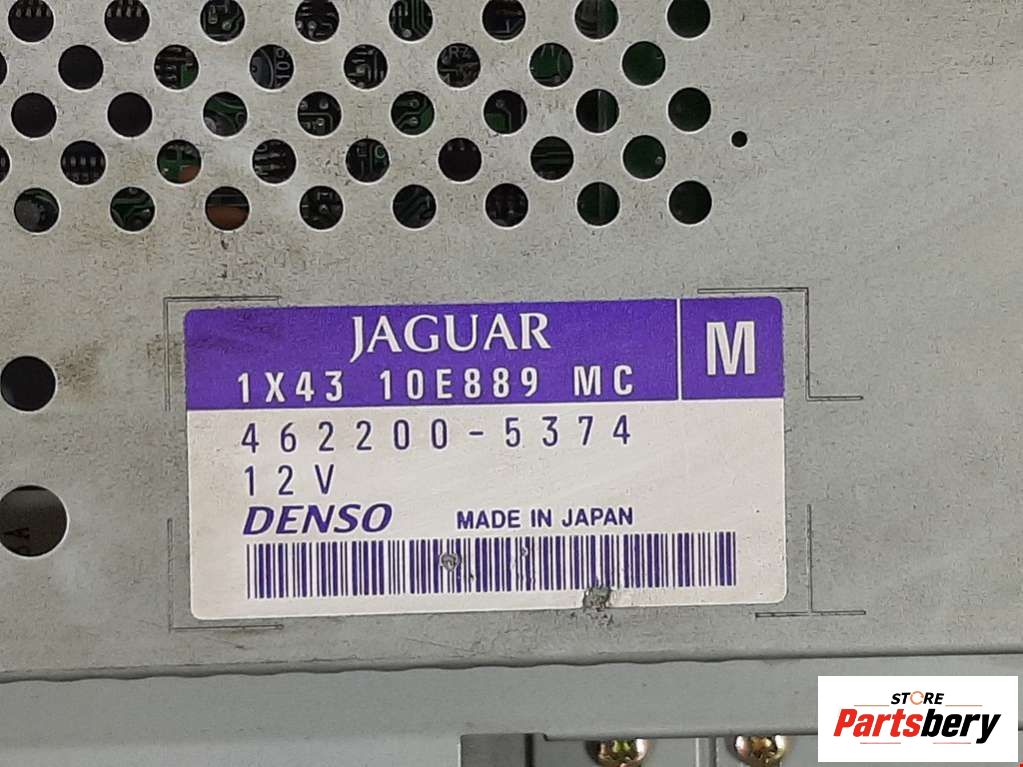 JAGUAR
M
1X43 10E889 MC
462200-5374
12V
DENSO MADE IN JAPAN
STORE
Partsbery